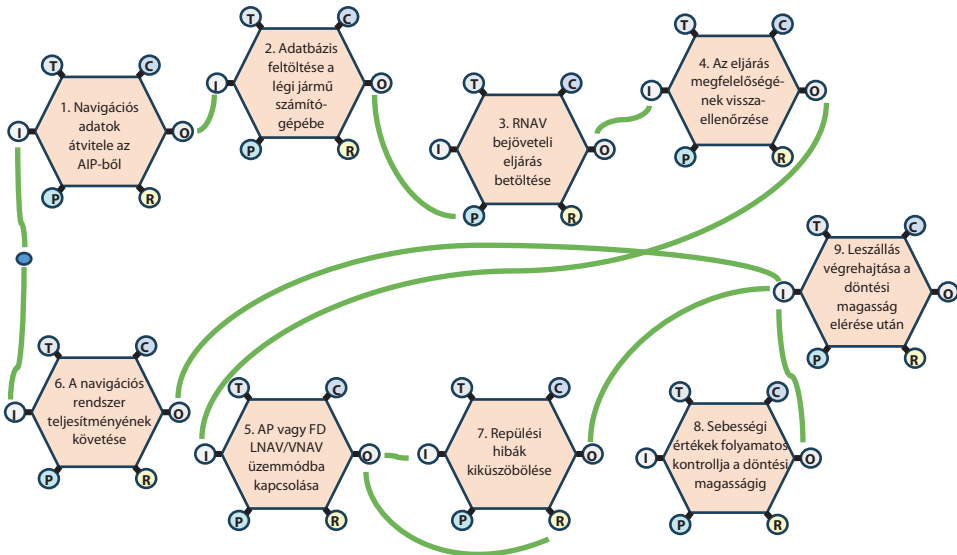 T
C
1. Navigációs
adatok
átvitele az
AIP-ből
I
O
P
R
T
C
2. Adatbázis
feltöltése a
légi jármű
számító-
gépébe
I
O
P
R
T
C
3. RNAV
bejöveteli
eljárás
betöltése
I
O
P
R
T
C
4. Az eljárás
megfelelőségé-
nek vissza-
ellenőrzése
I
O
P
R
T
C
9. Leszállás
végrehajtása a
döntési
magasság
elérése után
I
O
P
R
T
C
6. A navigációs
rendszer
teljesítményének
követése
I
O
P
R
T
C
5. AP vagy FD
LNAV/VNAV
üzemmódba
kapcsolása
I
O
P
R
T
C
7. Repülési
hibák
kiküszöbölése
I
O
P
R
T
C
8. Sebességi
értékek folyamatos
kontrollja a döntési
magasságig
I
O
P
R